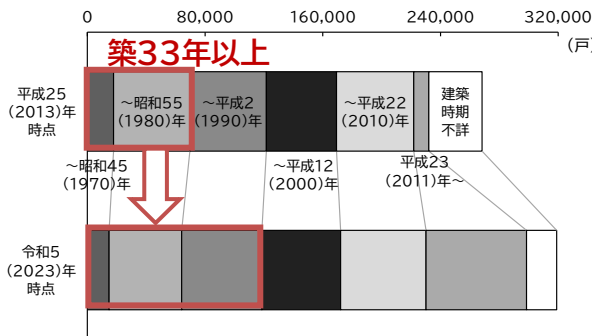 0
80,000
160,000
240,000
320,000
(戸)
築33年以上
平成25
(2013)年
時点
～昭和55
(1980)年
～平成2
(1990)年
～平成22
(2010)年
建築
時期
不詳
～昭和45
(1970)年
～平成12
(2000)年
平成23
(2011)年～
令和5
(2023)年
時点